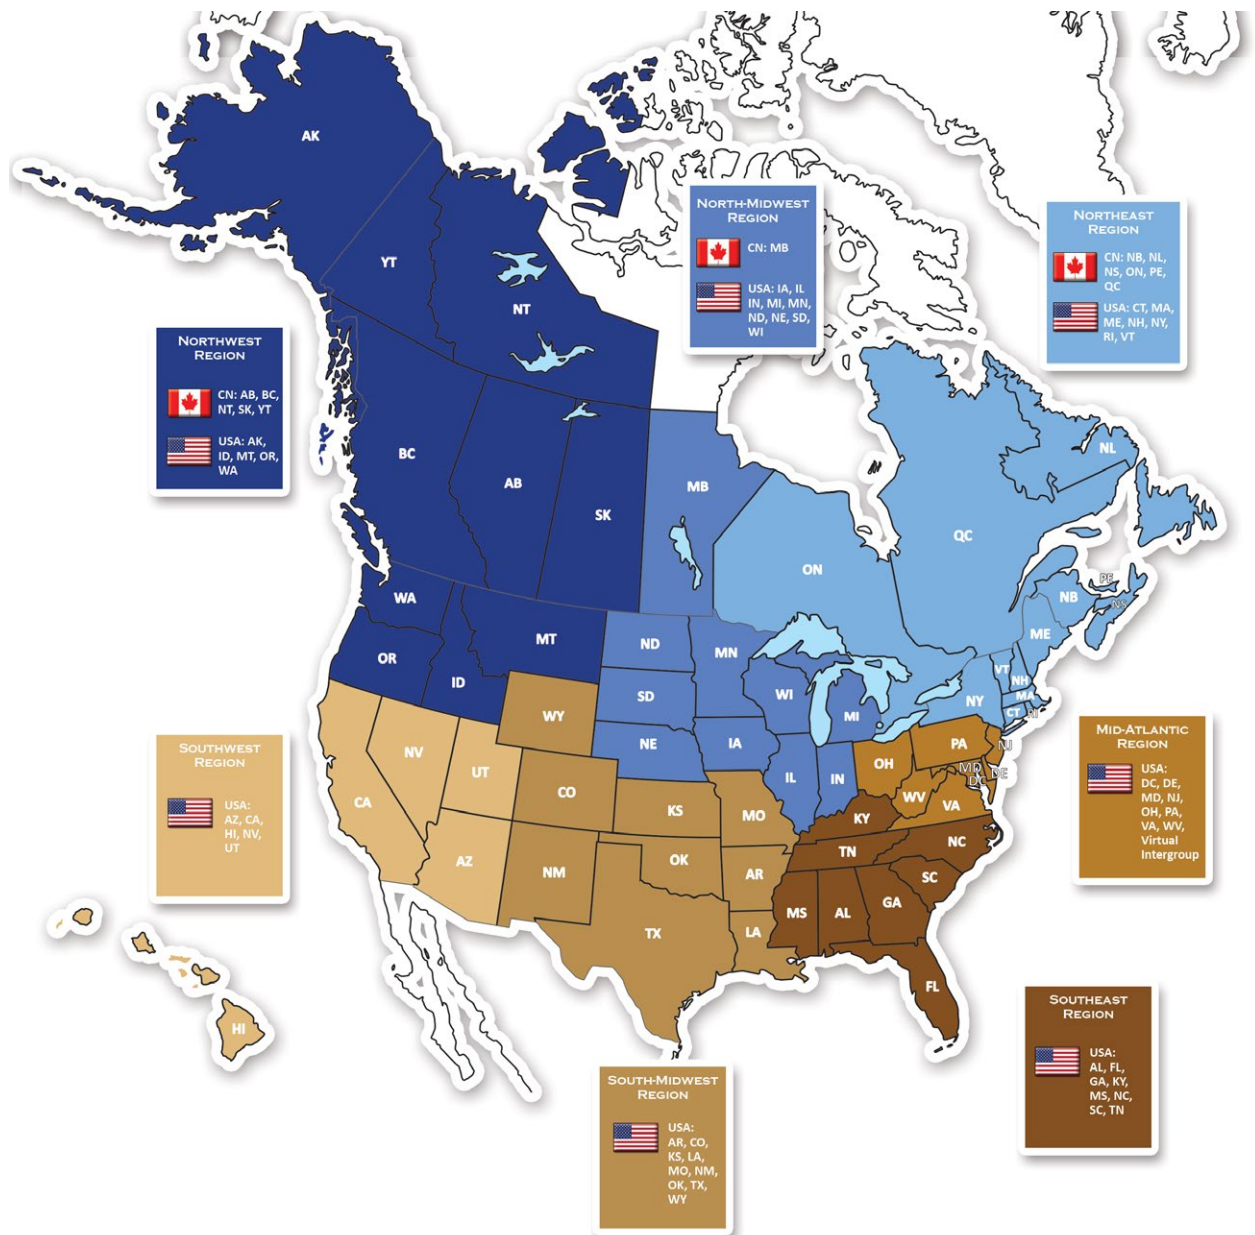 AK
YT
NT
BC
AB
SK
MB
ON
QC
NL
NB
PE
NS
ME
WA
OR
ID
MT
ND
SD
NE
MN
IA
WI
MI
IL
IN
NY
VT
NH
MA
CT
RI
WY
CA
NV
UT
AZ
CO
NM
KS
OK
TX
MO
AR
LA
OH
PA
NJ
MD
DC
DE
WV
VA
KY
TN
NC
SC
MS
AL
GA
FL
HI
Northwest
Region
CN: AB, BC,
NT, SK, YT
USA: AK,
ID, MT, OR,
WA
North-Midwest
Region
CN: MB
USA: IA, IL
IN, MI, MN,
ND, NE, SD,
WI
Northeast
Region
CN: NB, NL,
NS, ON, PE,
QC
USA: CT, MA,
ME, NH, NY,
RI, VT
Southwest
Region
USA:
AZ, CA,
HI, NV,
UT
Mid-Atlantic
Region
USA:
DC, DE,
MD, NJ,
OH, PA,
VA, WV,
Virtual
Intergroup
South-Midwest
Region
USA:
AR, CO,
KS, LA,
MO, NM,
OK, TX,
WY
Southeast
Region
USA:
AL, FL,
GA, KY,
MS, NC,
SC, TN